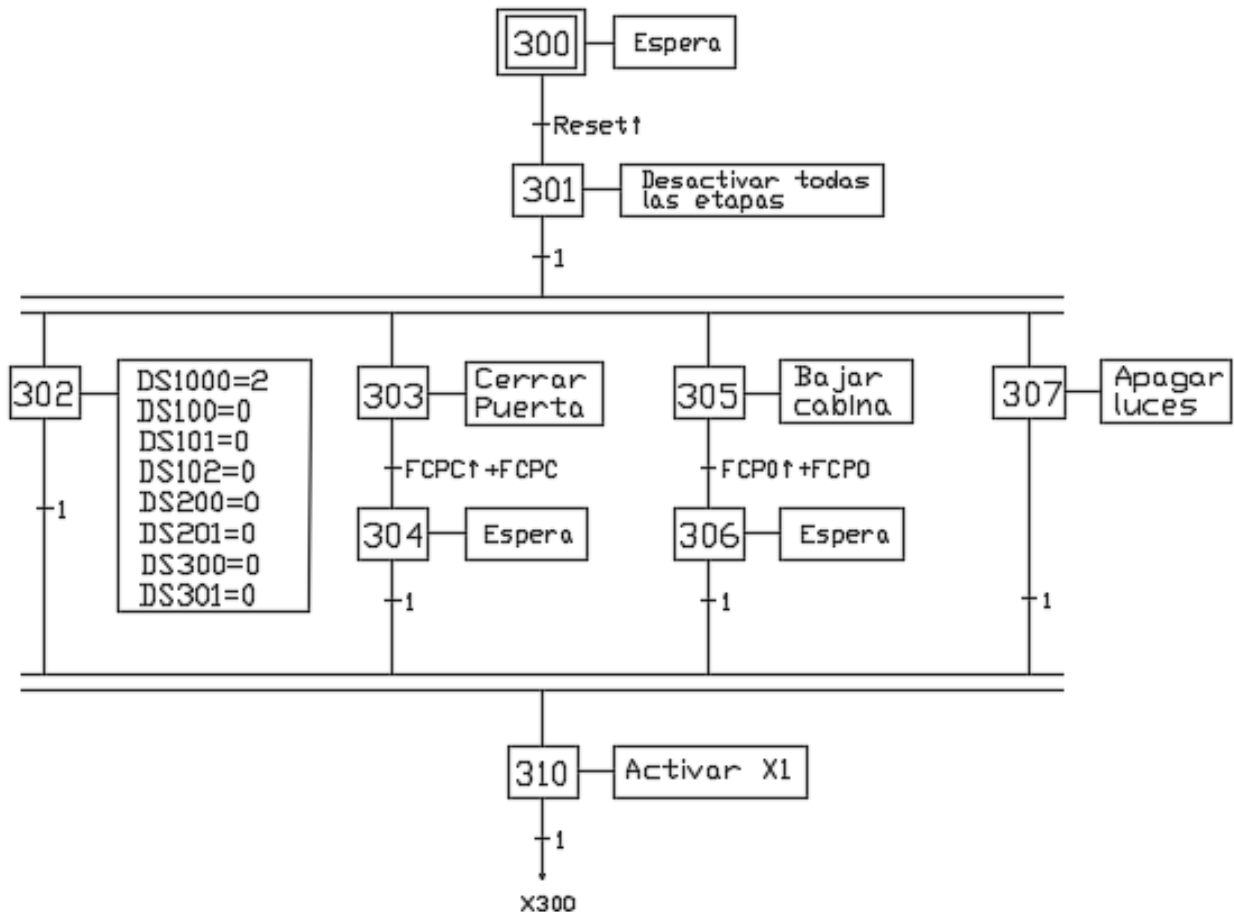 300 Espera
Reset↑
301 Desactivar todas
las etapas
1
302 DS1000=2
DS100=0
DS101=0
DS102=0
DS200=0
DS201=0
DS300=0
DS301=0
1
303 Cerrar
Puerta
FCPC↑+FCPC
304 Espera
1
305 Bajar
cabina
FCP0↑+FCP0
306 Espera
1
307 Apagar
luces
1
310 Activar X1
1
X300